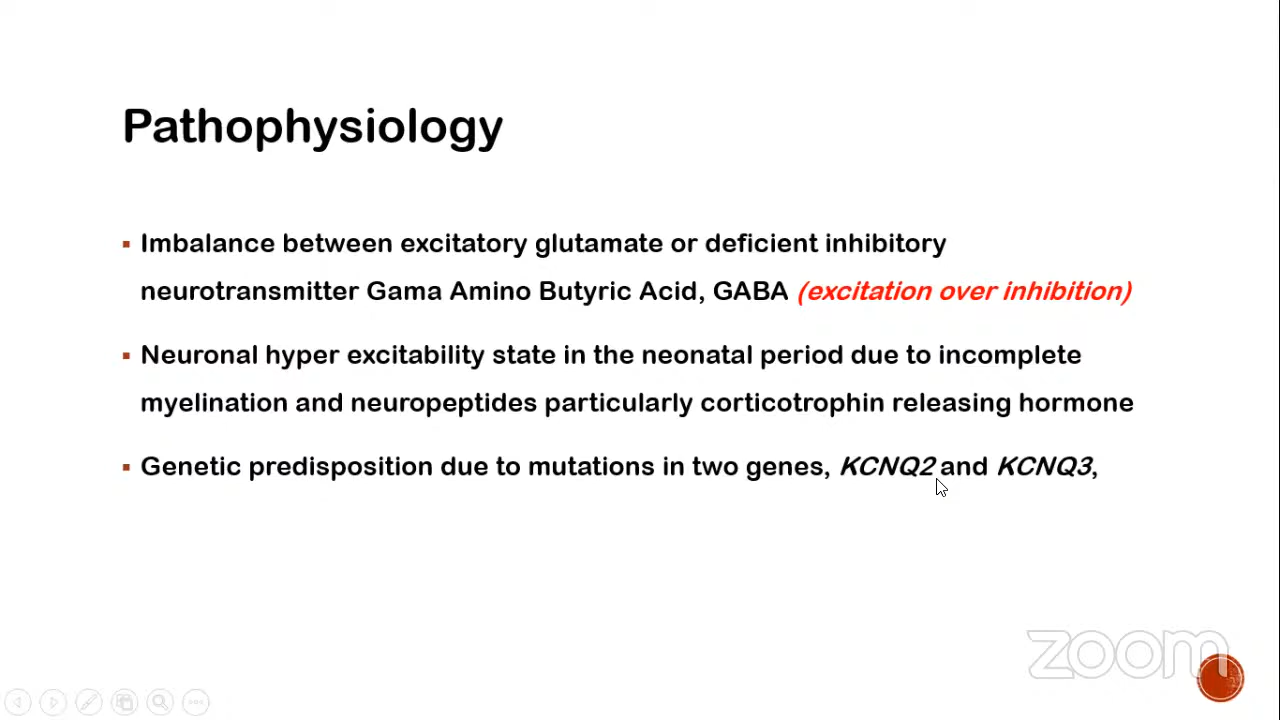 Pathophysiology
Imbalance between excitatory glutamate or deficient inhibitory
neurotransmitter Gama Amino Butyric Acid, GABA (excitation over inhibition)
Neuronal hyper excitability state in the neonatal period due to incomplete
myelination and neuropeptides particularly corticotrophin releasing hormone
Genetic predisposition due to mutations in two genes, KCNQ2 and KCNQ3,
zoom